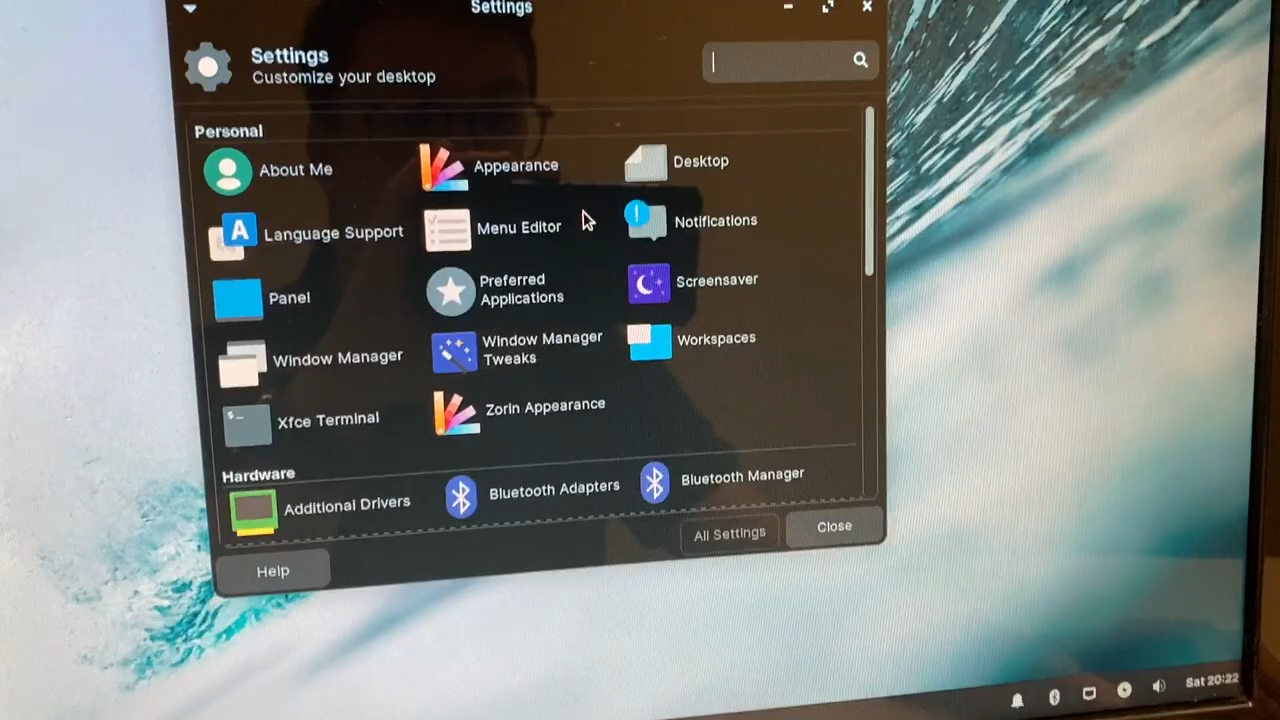 Settings
Settings
Customize your desktop
Personal
About Me
Appearance
Desktop
A
Language Support
Menu Editor
!
Notifications
Panel
Preferred
Applications
Screensaver
Window Manager
Window Manager
Tweaks
Workspaces
$_
Xfce Terminal
Zorin Appearance
Hardware
Additional Drivers
Bluetooth Adapters
Bluetooth Manager
All Settings
Close
Help
Sat 20:22